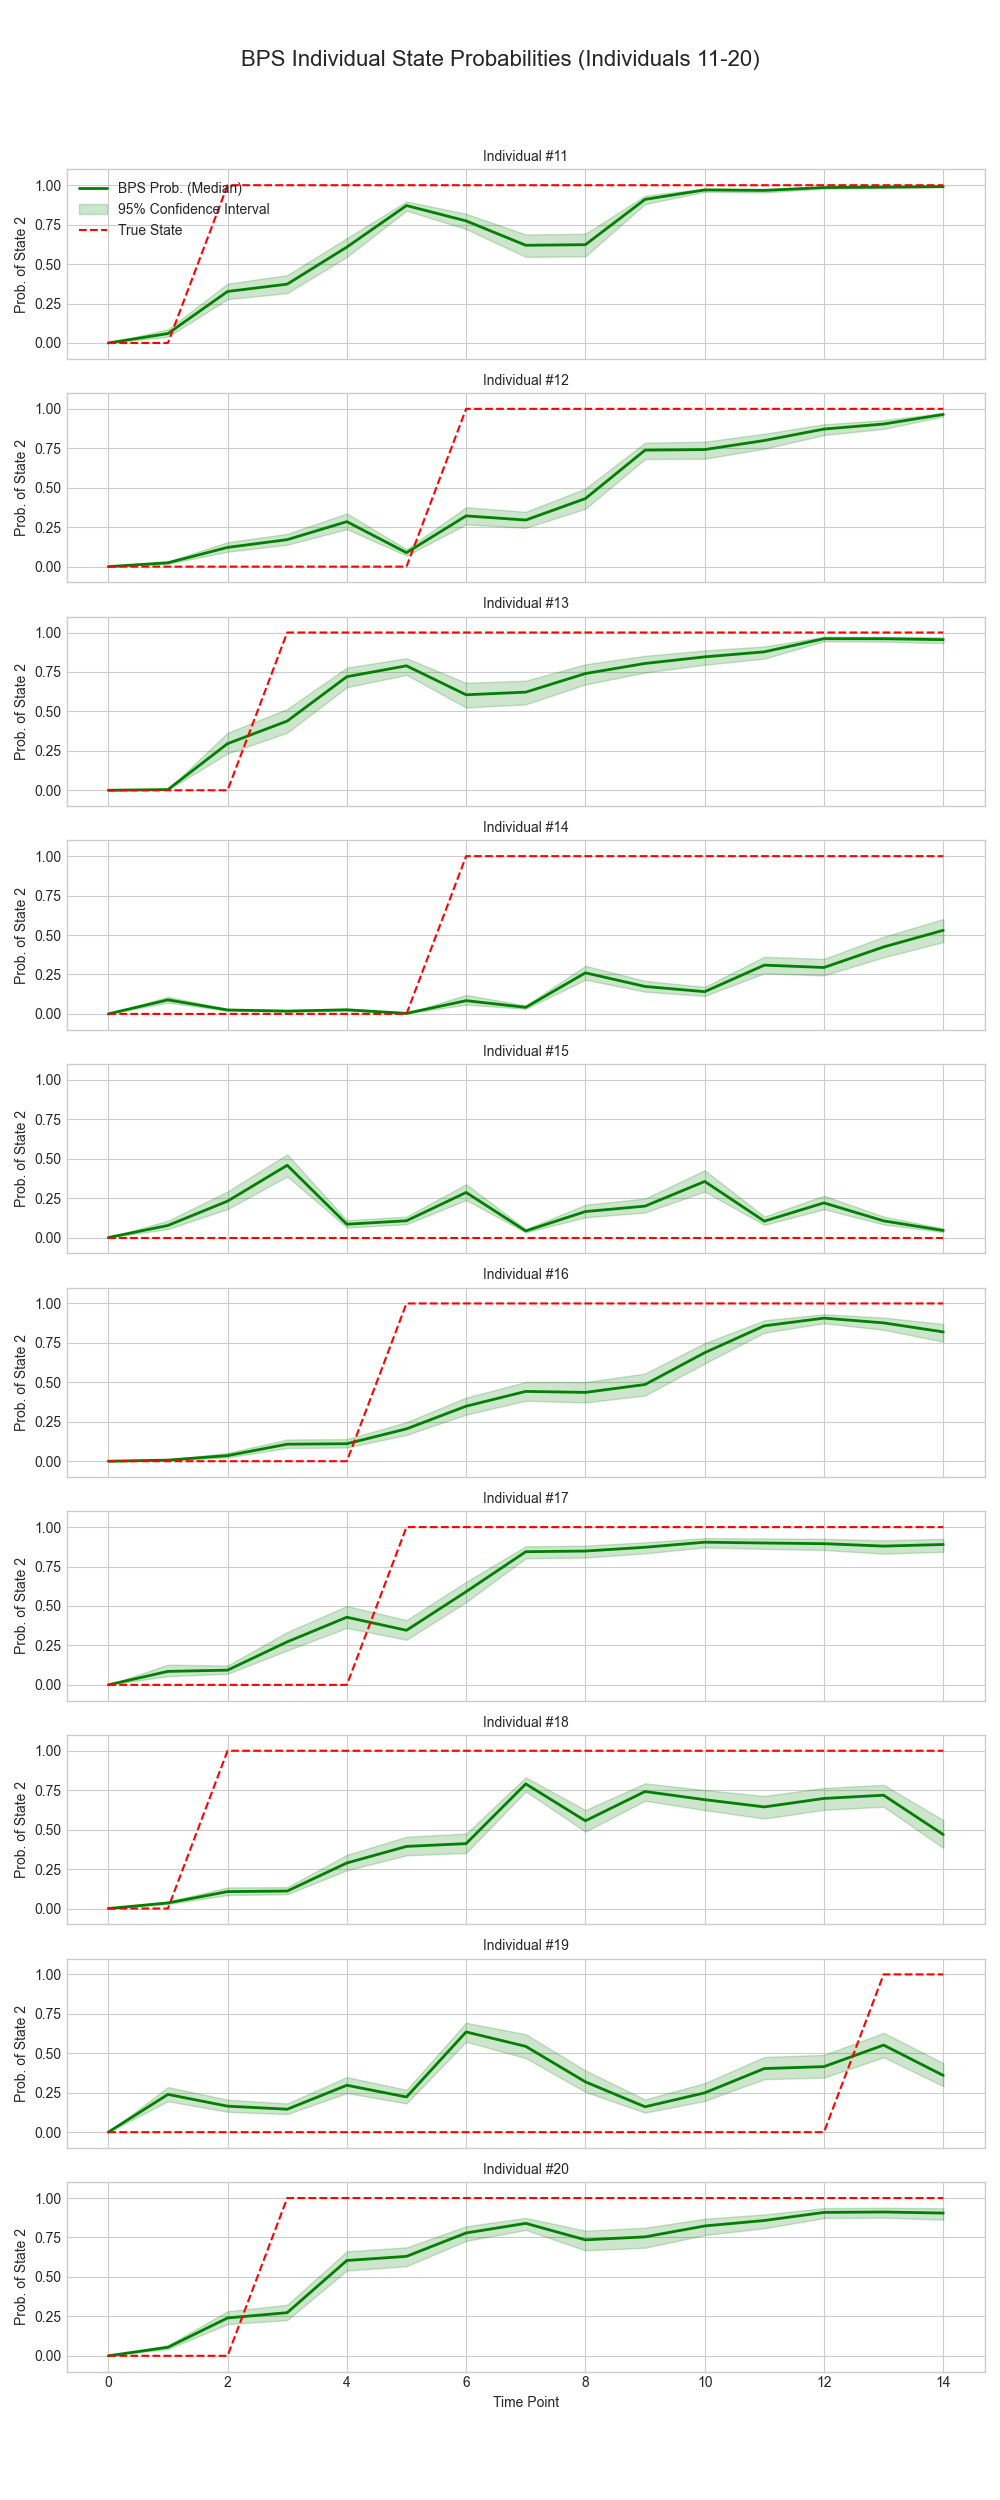 BPS Individual State Probabilities (Individuals 11-20)
Individual #11
Prob. of State 2
1.00
0.75
0.50
0.25
0.00
BPS Prob. (Median)
95% Confidence Interval
True State
Individual #12
Prob. of State 2
1.00
0.75
0.50
0.25
0.00
Individual #13
Prob. of State 2
1.00
0.75
0.50
0.25
0.00
Individual #14
Prob. of State 2
1.00
0.75
0.50
0.25
0.00
Individual #15
Prob. of State 2
1.00
0.75
0.50
0.25
0.00
Individual #16
Prob. of State 2
1.00
0.75
0.50
0.25
0.00
Individual #17
Prob. of State 2
1.00
0.75
0.50
0.25
0.00
Individual #18
Prob. of State 2
1.00
0.75
0.50
0.25
0.00
Individual #19
Prob. of State 2
1.00
0.75
0.50
0.25
0.00
Individual #20
Prob. of State 2
1.00
0.75
0.50
0.25
0.00
0 2 4 6 8 10 12 14
Time Point